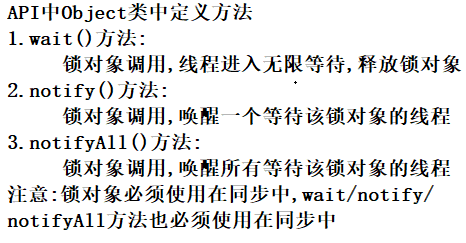 API中Object类中定义方法
1.wait()方法:
锁对象调用,线程进入无限等待,释放锁对象
2.notify()方法:
锁对象调用,唤醒一个等待该锁对象的线程
3.notifyAll()方法:
锁对象调用,唤醒所有等待该锁对象的线程
注意:锁对象必须使用在同步中,wait/notify/
notifyAll方法也必须使用在同步中